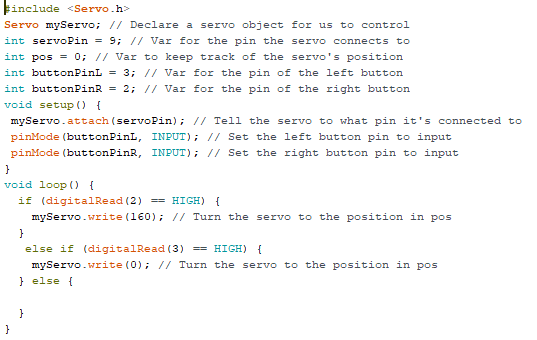 #include <Servo.h>
Servo myServo; // Declare a servo object for us to control
int servoPin = 9; // Var for the pin the servo connects to
int pos = 0; // Var to keep track of the servo's position
int buttonPinL = 3; // Var for the pin of the left button
int buttonPinR = 2; // Var for the pin of the right button
void setup() {
 myServo.attach(servoPin); // Tell the servo to what pin it's connected to
 pinMode(buttonPinL, INPUT); // Set the left button pin to input
 pinMode(buttonPinR, INPUT); // Set the right button pin to input
}
void loop() {
  if (digitalRead(2) == HIGH) {
    myServo.write(160); // Turn the servo to the position in pos
  }
   else if (digitalRead(3) == HIGH) {
    myServo.write(0); // Turn the servo to the position in pos
  } else {
  }
}